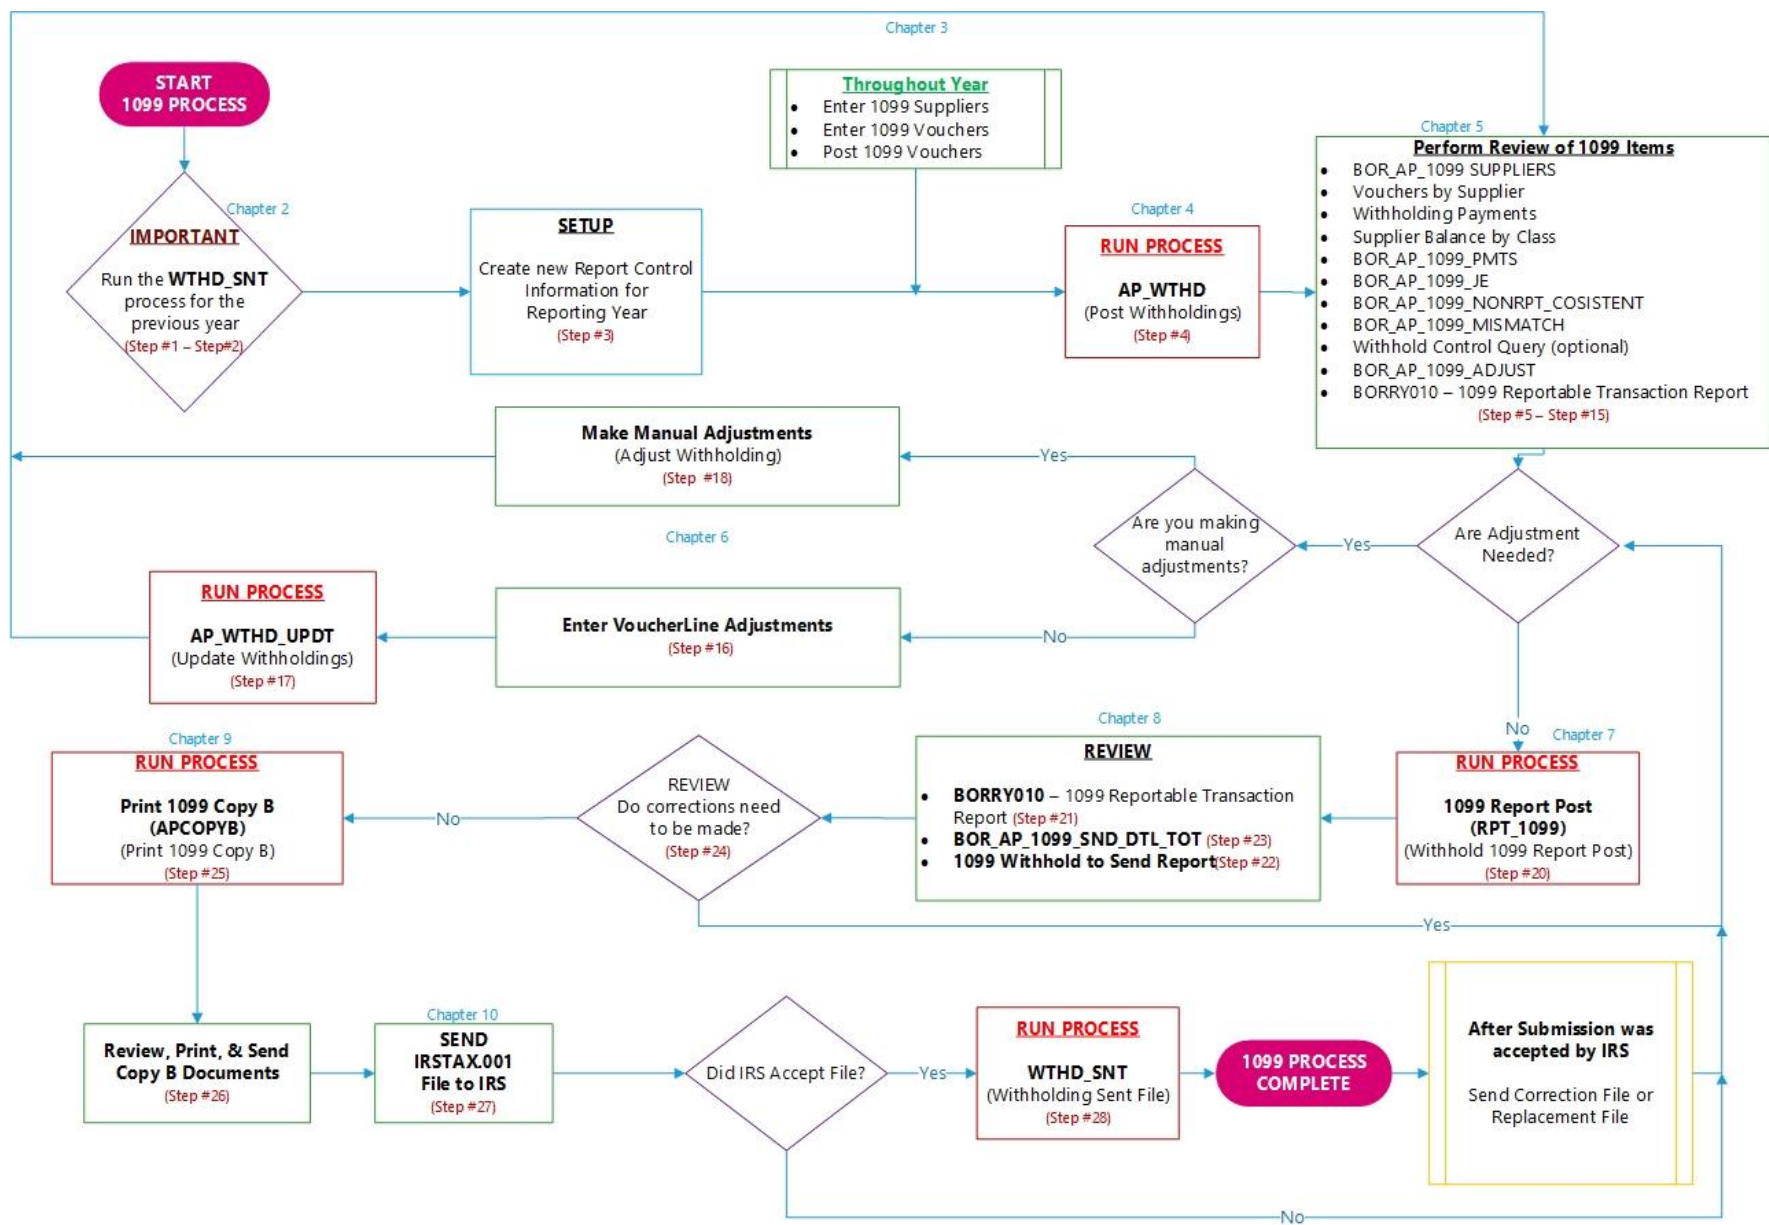 Chapter 3
START
1099 PROCESS
Throughout Year
• Enter 1099 Suppliers
• Enter 1099 Vouchers
• Post 1099 Vouchers
Chapter 2
IMPORTANT
Run the WTHD_SNT
process for the
previous year
(Step #1 – Step#2)
SETUP
Create new Report Control
Information for
Reporting Year
(Step #3)
Chapter 4
RUN PROCESS
AP_WTHD
(Post Withholdings)
(Step #4)
Chapter 5
Perform Review of 1099 Items
• BOR_AP_1099 SUPPLIERS
• Vouchers by Supplier
• Withholding Payments
• Supplier Balance by Class
• BOR_AP_1099_PMTS
• BOR_AP_1099_JE
• BOR_AP_1099_NONRPT_COSISTENT
• BOR_AP_1099_MISMATCH
• Withhold Control Query (optional)
• BOR_AP_1099_ADJUST
• BORRY010 – 1099 Reportable Transaction Report
(Step #5 – Step #15)
Are Adjustment
Needed?
Yes
Are you making
manual
adjustments?
Yes
Make Manual Adjustments
(Adjust Withholding)
(Step #18)
Chapter 6
No
Enter VoucherLine Adjustments
(Step #16)
RUN PROCESS
AP_WTHD_UPDT
(Update Withholdings)
(Step #17)
No
Chapter 7
RUN PROCESS
1099 Report Post
(RPT_1099)
(Withhold 1099 Report Post)
(Step #20)
Chapter 8
REVIEW
• BORRY010 – 1099 Reportable Transaction
Report (Step #21)
• BOR_AP_1099_SND_DTL_TOT (Step #23)
• 1099 Withhold to Send Report(Step #22)
REVIEW
Do corrections need
to be made?
(Step #24)
Yes
No
Chapter 9
RUN PROCESS
Print 1099 Copy B
(APCOPYB)
(Print 1099 Copy B)
(Step #25)
Review, Print, & Send
Copy B Documents
(Step #26)
Chapter 10
SEND
IRSTAX.001
File to IRS
(Step #27)
Did IRS Accept File?
Yes
RUN PROCESS
WTHD_SNT
(Withholding Sent File)
(Step #28)
1099 PROCESS
COMPLETE
After Submission was
accepted by IRS
Send Correction File or
Replacement File
No